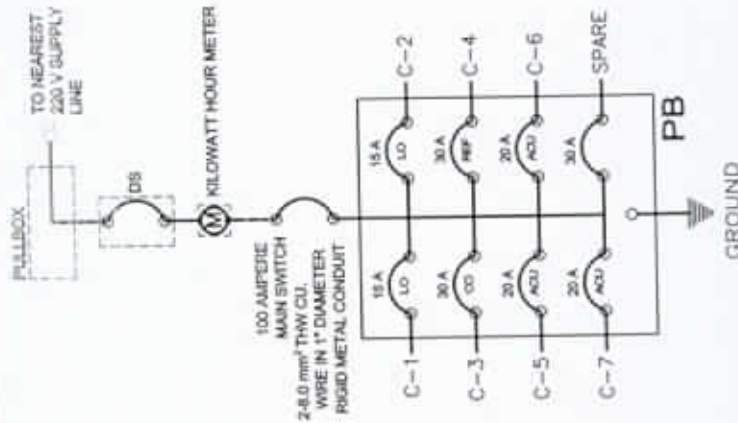 TO NEAREST
220 V SUPPLY
LINE
PULLBOX
DS
M
KILOWATT HOUR METER
100 AMPERE
MAIN SWITCH
2-8.0 mm² THW CU.
WIRE IN 1" DIAMETER
RIGID METAL CONDUIT
C-1
15 A
LO
15 A
LO
C-2
C-3
30 A
CO
30 A
REF
C-4
C-5
20 A
ACU
20 A
ACU
C-6
C-7
20 A
ACU
30 A
SPARE
PB
GROUND